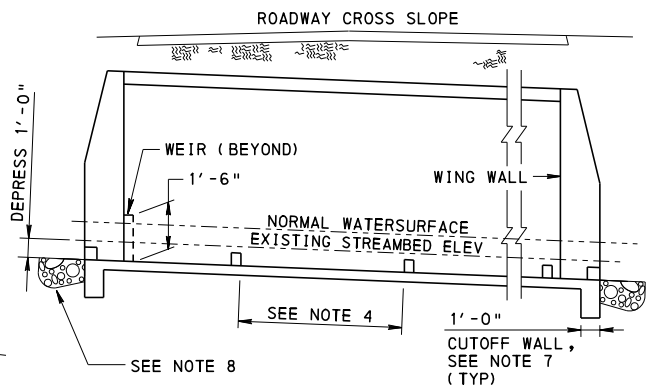 ROADWAY CROSS SLOPE
DEPRESS 1'-0"
WEIR (BEYOND)
1'-6"
WING WALL
NORMAL WATERSURFACE
EXISTING STREAMBED ELEV
SEE NOTE 4
1'-0"
CUTOFF WALL,
SEE NOTE 7
(TYP)
SEE NOTE 8